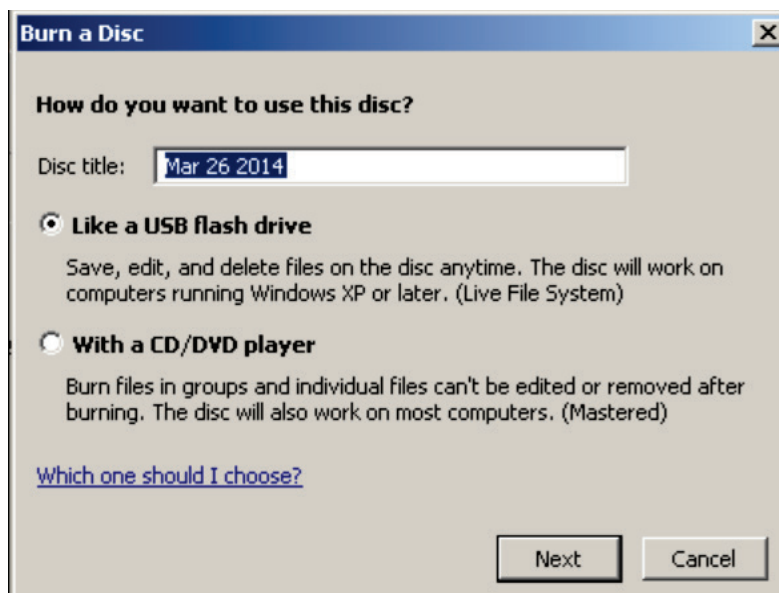 Burn a Disc
How do you want to use this disc?
Disc title: Mar 26 2014
Like a USB flash drive
Save, edit, and delete files on the disc anytime. The disc will work on
computers running Windows XP or later. (Live File System)
With a CD/DVD player
Burn files in groups and individual files can't be edited or removed after
burning. The disc will also work on most computers. (Mastered)
Which one should I choose?
Next Cancel